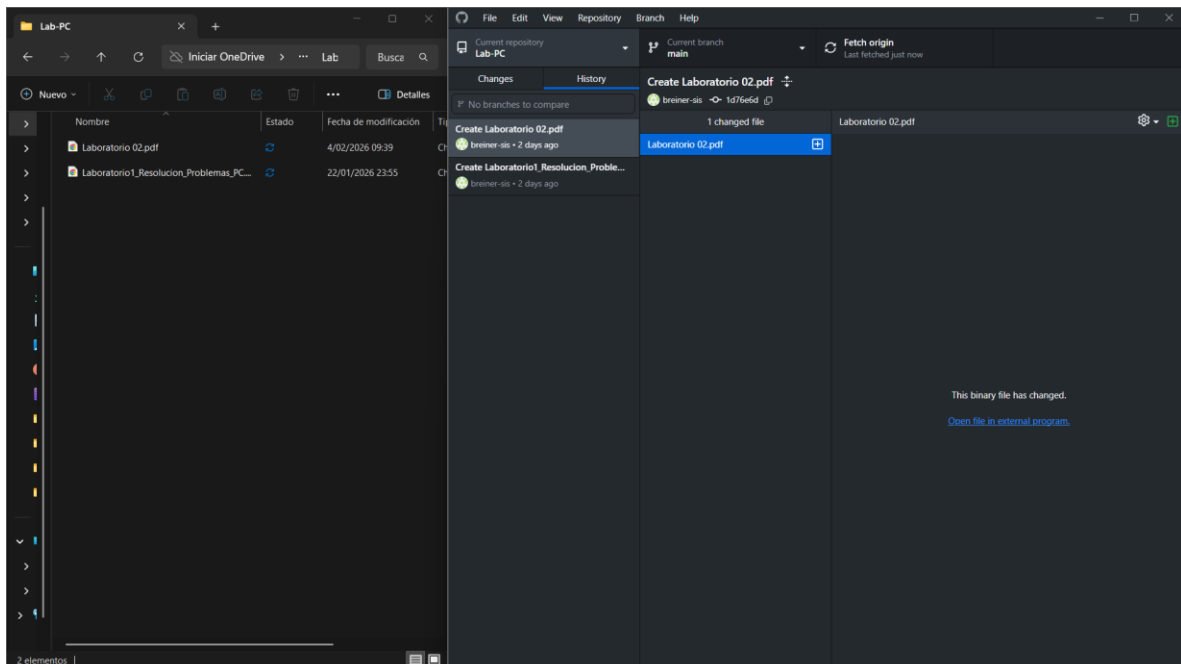 Lab-PC
Iniciar OneDrive > ··· Lab
Busca
Nuevo
··· Detalles
Nombre Estado Fecha de modificación
Laboratorio 02.pdf 4/02/2026 09:39
Laboratorio1_Resolucion_Problemas_PC... 22/01/2026 23:55
2 elementos
File Edit View Repository Branch Help
Current repository
Lab-PC
Current branch
main
Fetch origin
Last fetched just now
Changes History
No branches to compare
Create Laboratorio 02.pdf
breiner-sis • 2 days ago
Create Laboratorio1_Resolucion_Proble...
breiner-sis • 2 days ago
Create Laboratorio 02.pdf
breiner-sis 1d76e6d
1 changed file
Laboratorio 02.pdf
Laboratorio 02.pdf
This binary file has changed.
Open file in external program.